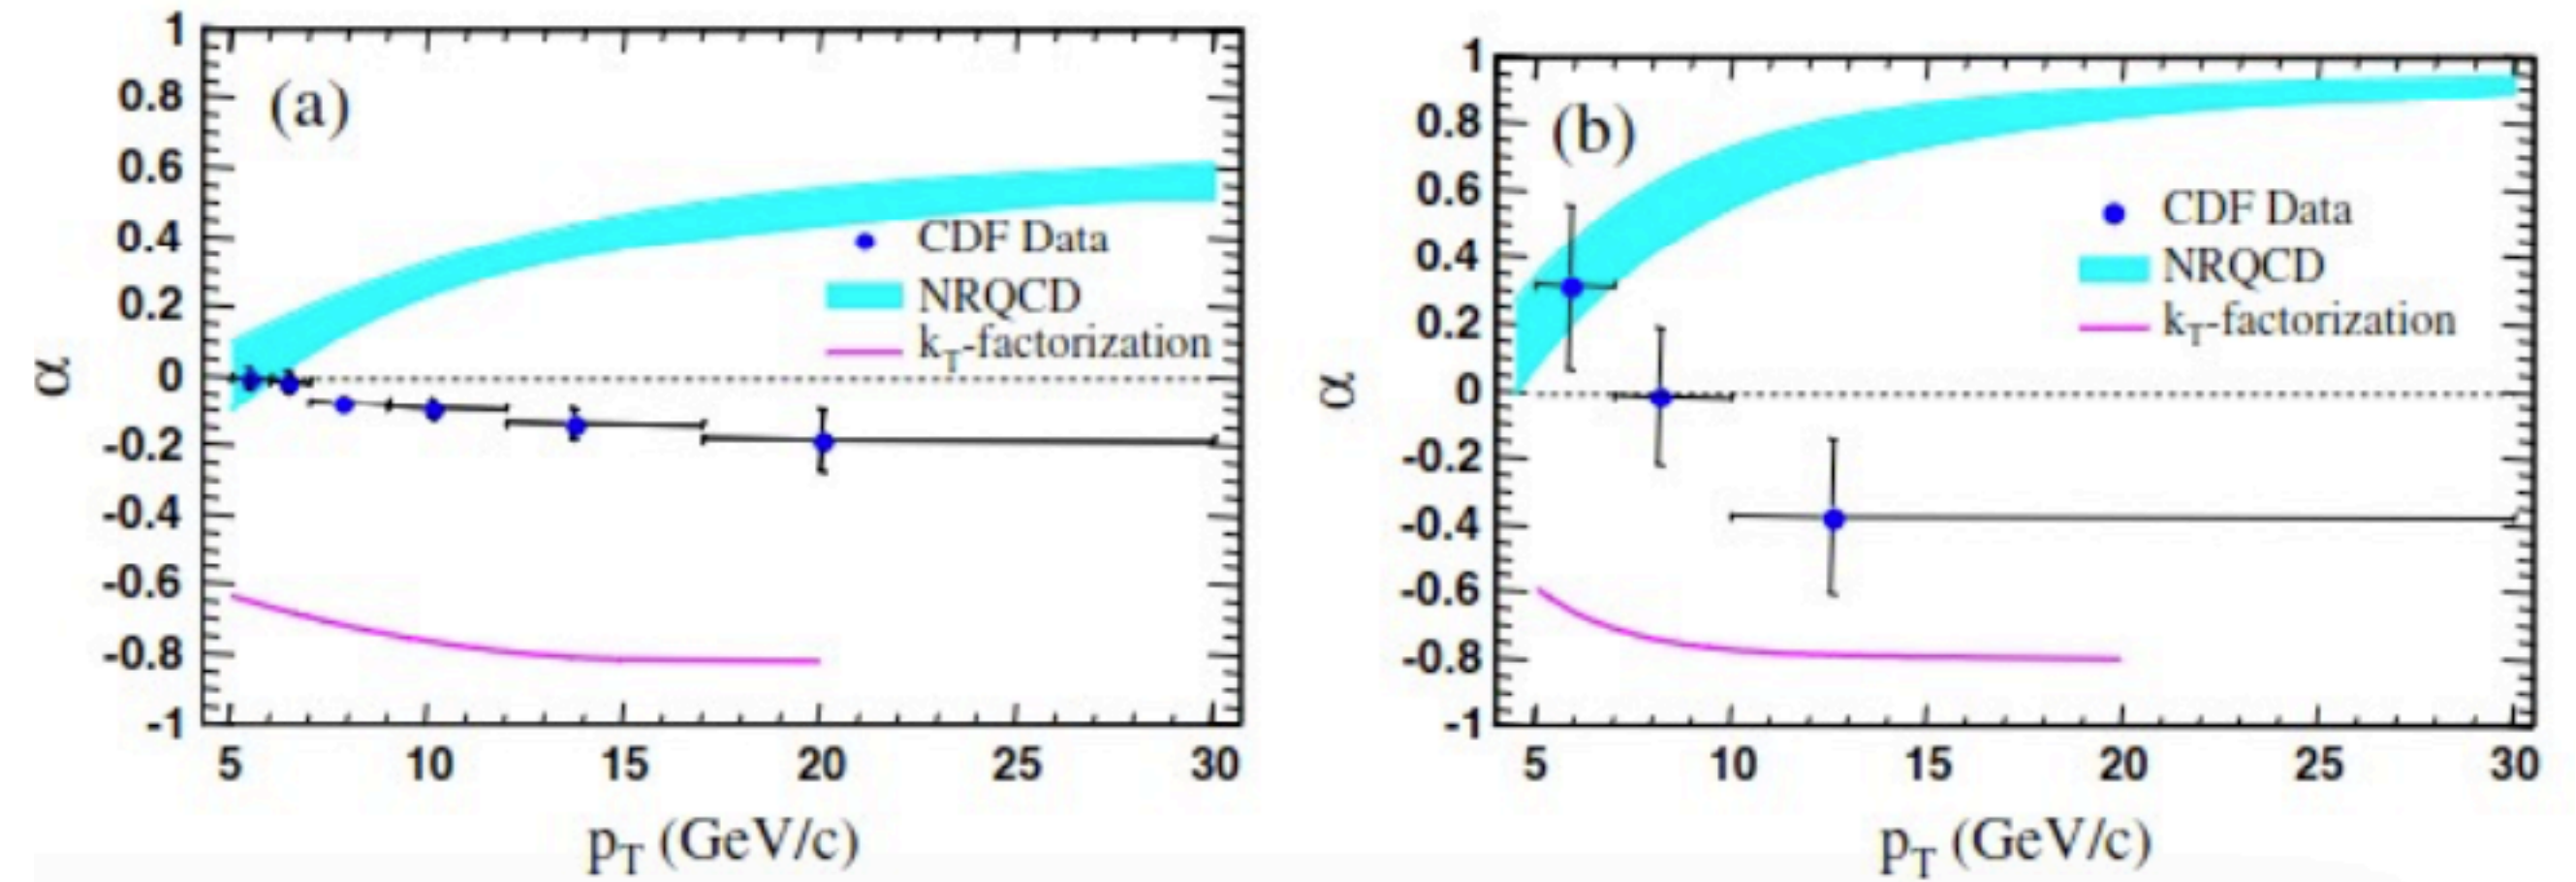 1
0.8
0.6
0.4
0.2
0
-0.2
-0.4
-0.6
-0.8
-1
α
(a)
CDF Data
NRQCD
kT-factorization
5 10 15 20 25 30
pT (GeV/c)
1
0.8
0.6
0.4
0.2
0
-0.2
-0.4
-0.6
-0.8
-1
α
(b)
CDF Data
NRQCD
kT-factorization
5 10 15 20 25 30
pT (GeV/c)